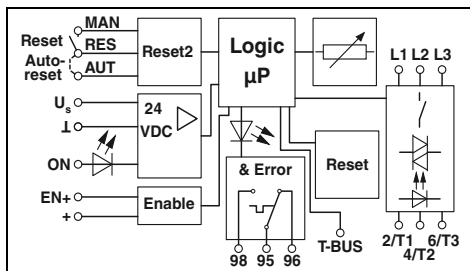 MAN
Reset
RES
Auto-
reset
AUT
Reset2
Logic
µP
L1 L2 L3
Us
⊥
24
VDC
ON
EN+
+
Enable
& Error
Reset
98 95 96
T-BUS
2/T1
4/T2
6/T3